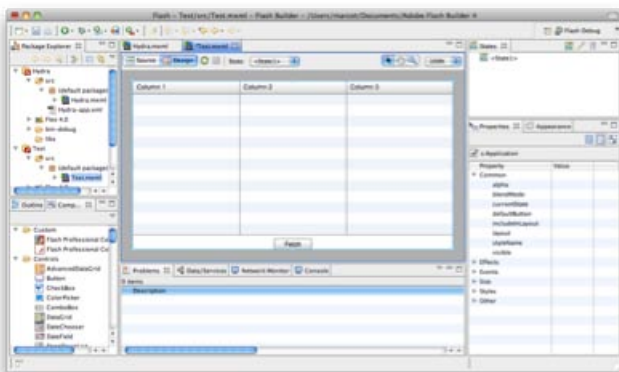 Flash - Test/src/Test.mxml - Flash Builder - /Users/marcot/Documents/Adobe Flash Builder 4
Flash Debug
Package Explorer
Hydra
src
(default package)
Hydra.mxml
Hydra-app.xml
Flex 4.0
bin-debug
libs
Test
src
(default package)
Test.mxml
Hydra.mxml
*Test.mxml
Source
Design
State:
<State1>
100%
Column 1
Column 2
Column 3
Fetch
States
<State1>
Properties
Appearance
s:Application
Property
Value
Common
alpha
blendMode
currentState
defaultButton
includeInLayout
layout
styleName
visible
Effects
Events
Size
Styles
Other
Outline
Comp...
Custom
Flash Professional Co
Flash Professional Co
Controls
AdvancedDataGrid
Button
CheckBox
ColorPicker
ComboBox
DataGrid
DateChooser
DateField
Problems
Data/Services
Network Monitor
Console
0 items
Description